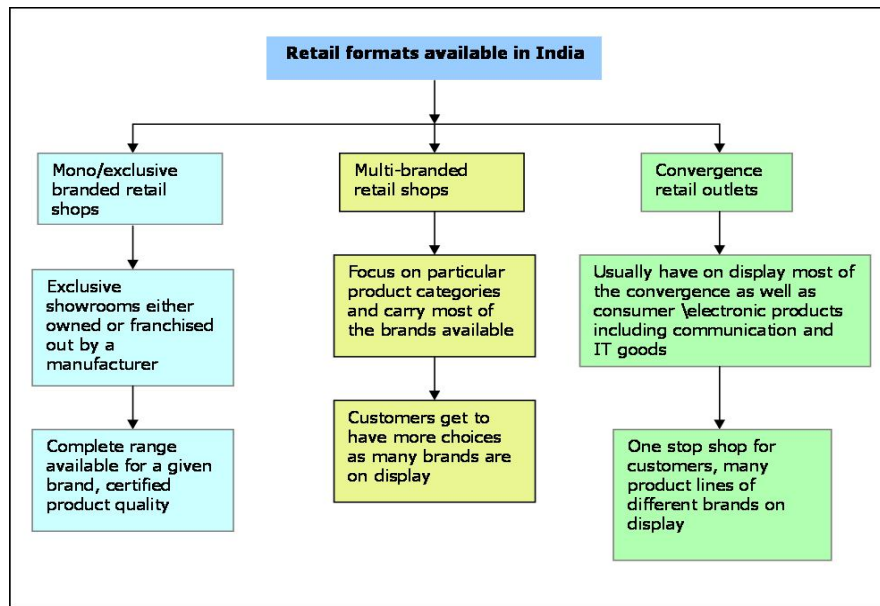 Retail formats available in India
Mono/exclusive
branded retail
shops
Multi-branded
retail shops
Convergence
retail outlets
Exclusive
showrooms either
owned or franchised
out by a
manufacturer
Focus on particular
product categories
and carry most of
the brands available
Usually have on display most of
the convergence as well as
consumer \electronic products
including communication and
IT goods
Complete range
available for a given
brand, certified
product quality
Customers get to
have more choices
as many brands are
on display
One stop shop for
customers, many
product lines of
different brands on
display